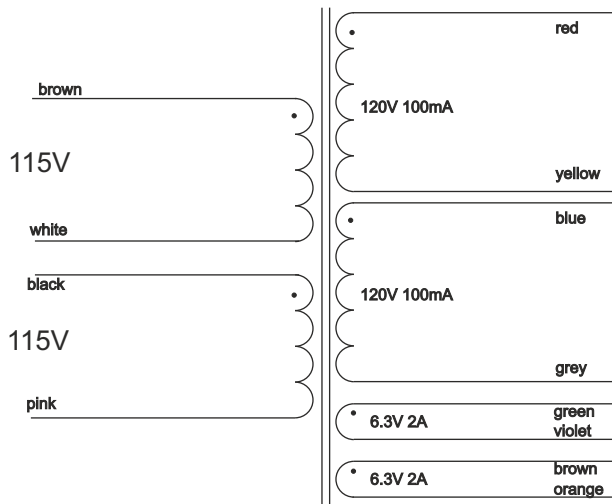 brown
115V
white
black
115V
pink
red
120V 100mA
yellow
blue
120V 100mA
grey
6.3V 2A
green
violet
6.3V 2A
brown
orange